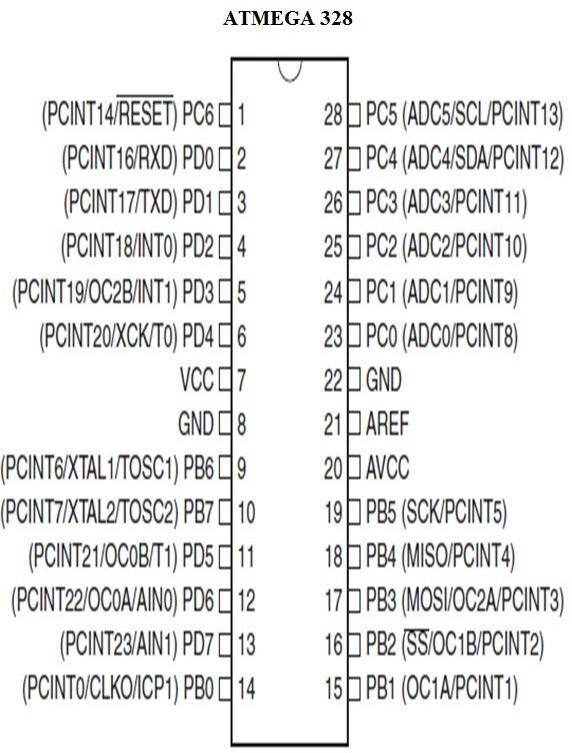 ATMEGA 328
(PCINT14/RESET) PC6 1 28 PC5 (ADC5/SCL/PCINT13)
(PCINT16/RXD) PD0 2 27 PC4 (ADC4/SDA/PCINT12)
(PCINT17/TXD) PD1 3 26 PC3 (ADC3/PCINT11)
(PCINT18/INT0) PD2 4 25 PC2 (ADC2/PCINT10)
(PCINT19/OC2B/INT1) PD3 5 24 PC1 (ADC1/PCINT9)
(PCINT20/XCK/T0) PD4 6 23 PC0 (ADC0/PCINT8)
VCC 7 22 GND
GND 8 21 AREF
(PCINT6/XTAL1/TOSC1) PB6 9 20 AVCC
(PCINT7/XTAL2/TOSC2) PB7 10 19 PB5 (SCK/PCINT5)
(PCINT21/OC0B/T1) PD5 11 18 PB4 (MISO/PCINT4)
(PCINT22/OC0A/AIN0) PD6 12 17 PB3 (MOSI/OC2A/PCINT3)
(PCINT23/AIN1) PD7 13 16 PB2 (SS/OC1B/PCINT2)
(PCINT0/CLKO/ICP1) PB0 14 15 PB1 (OC1A/PCINT1)